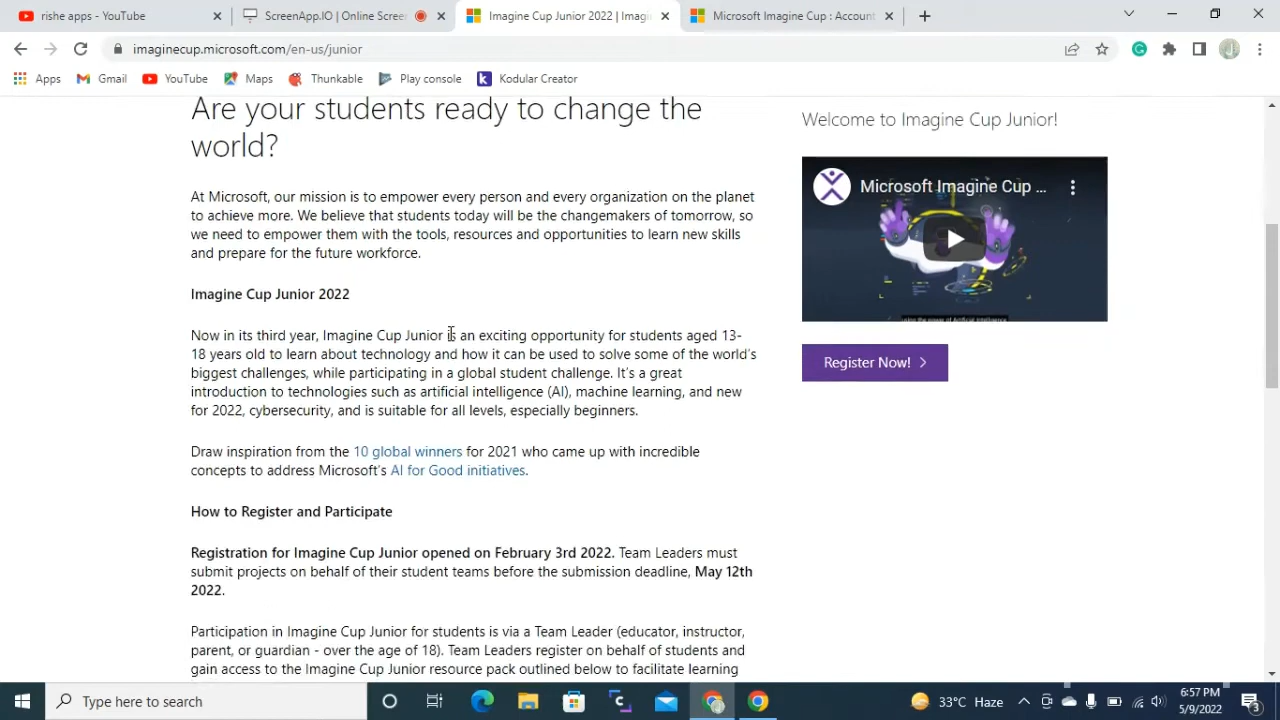 rishe apps - YouTube
ScreenApp.IO | Online Screen
Imagine Cup Junior 2022 | Imagi
Microsoft Imagine Cup : Account
imaginecup.microsoft.com/en-us/junior
Apps
Gmail
YouTube
Maps
Thunkable
Play console
Kodular Creator
Are your students ready to change the
world?
At Microsoft, our mission is to empower every person and every organization on the planet
to achieve more. We believe that students today will be the changemakers of tomorrow, so
we need to empower them with the tools, resources and opportunities to learn new skills
and prepare for the future workforce.
Imagine Cup Junior 2022
Now in its third year, Imagine Cup Junior is an exciting opportunity for students aged 13-
18 years old to learn about technology and how it can be used to solve some of the world's
biggest challenges, while participating in a global student challenge. It's a great
introduction to technologies such as artificial intelligence (AI), machine learning, and new
for 2022, cybersecurity, and is suitable for all levels, especially beginners.
Draw inspiration from the 10 global winners for 2021 who came up with incredible
concepts to address Microsoft's AI for Good initiatives.
How to Register and Participate
Registration for Imagine Cup Junior opened on February 3rd 2022. Team Leaders must
submit projects on behalf of their student teams before the submission deadline, May 12th
2022.
Participation in Imagine Cup Junior for students is via a Team Leader (educator, instructor,
parent, or guardian - over the age of 18). Team Leaders register on behalf of students and
gain access to the Imagine Cup Junior resource pack outlined below to facilitate learning
Welcome to Imagine Cup Junior!
Microsoft Imagine Cup ...
using the power of Artificial Intelligence
Register Now!
Type here to search
33°C Haze
6:57 PM
5/9/2022
3